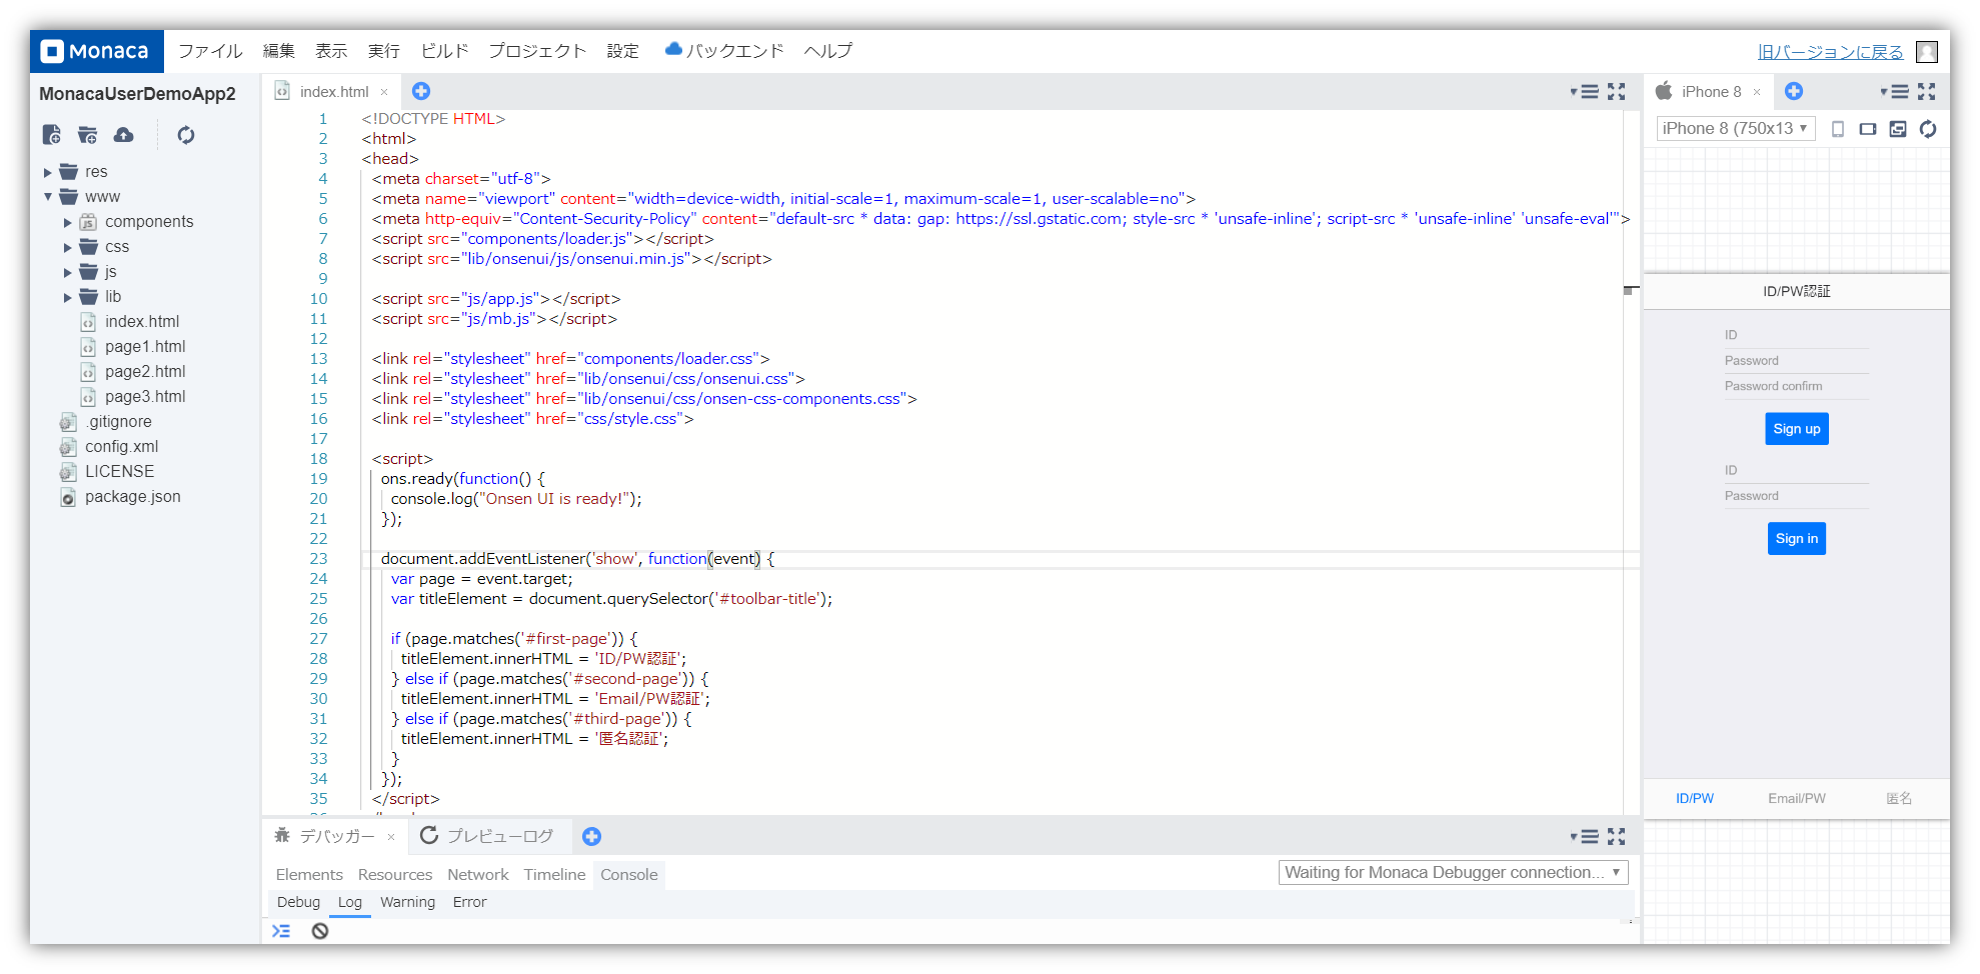 Monaca ファイル 編集 表示 実行 ビルド プロジェクト 設定 バックエンド ヘルプ 旧バージョンに戻る
MonacaUserDemoApp2
res
www
components
css
js
lib
index.html
page1.html
page2.html
page3.html
.gitignore
config.xml
LICENSE
package.json
index.html ×
1 <!DOCTYPE HTML>
2 <html>
3 <head>
4 <meta charset="utf-8">
5 <meta name="viewport" content="width=device-width, initial-scale=1, maximum-scale=1, user-scalable=no">
6 <meta http-equiv="Content-Security-Policy" content="default-src * data: gap: https://ssl.gstatic.com; style-src * 'unsafe-inline'; script-src * 'unsafe-inline' 'unsafe-eval'">
7 <script src="components/loader.js"></script>
8 <script src="lib/onsenui/js/onsenui.min.js"></script>
9
10 <script src="js/app.js"></script>
11 <script src="js/mb.js"></script>
12
13 <link rel="stylesheet" href="components/loader.css">
14 <link rel="stylesheet" href="lib/onsenui/css/onsenui.css">
15 <link rel="stylesheet" href="lib/onsenui/css/onsen-css-components.css">
16 <link rel="stylesheet" href="css/style.css">
17
18 <script>
19 ons.ready(function() {
20 console.log("Onsen UI is ready!");
21 });
22
23 document.addEventListener('show', function(event) {
24 var page = event.target;
25 var titleElement = document.querySelector('#toolbar-title');
26
27 if (page.matches('#first-page')) {
28 titleElement.innerHTML = 'ID/PW認証';
29 } else if (page.matches('#second-page')) {
30 titleElement.innerHTML = 'Email/PW認証';
31 } else if (page.matches('#third-page')) {
32 titleElement.innerHTML = '匿名認証';
33 }
34 });
35 </script>
デバッガー × プレビューログ
Elements Resources Network Timeline Console Waiting for Monaca Debugger connection...
Debug Log Warning Error
iPhone 8 ×
iPhone 8 (750x13
ID/PW認証
ID
Password
Password confirm
Sign up
ID
Password
Sign in
ID/PW Email/PW 匿名